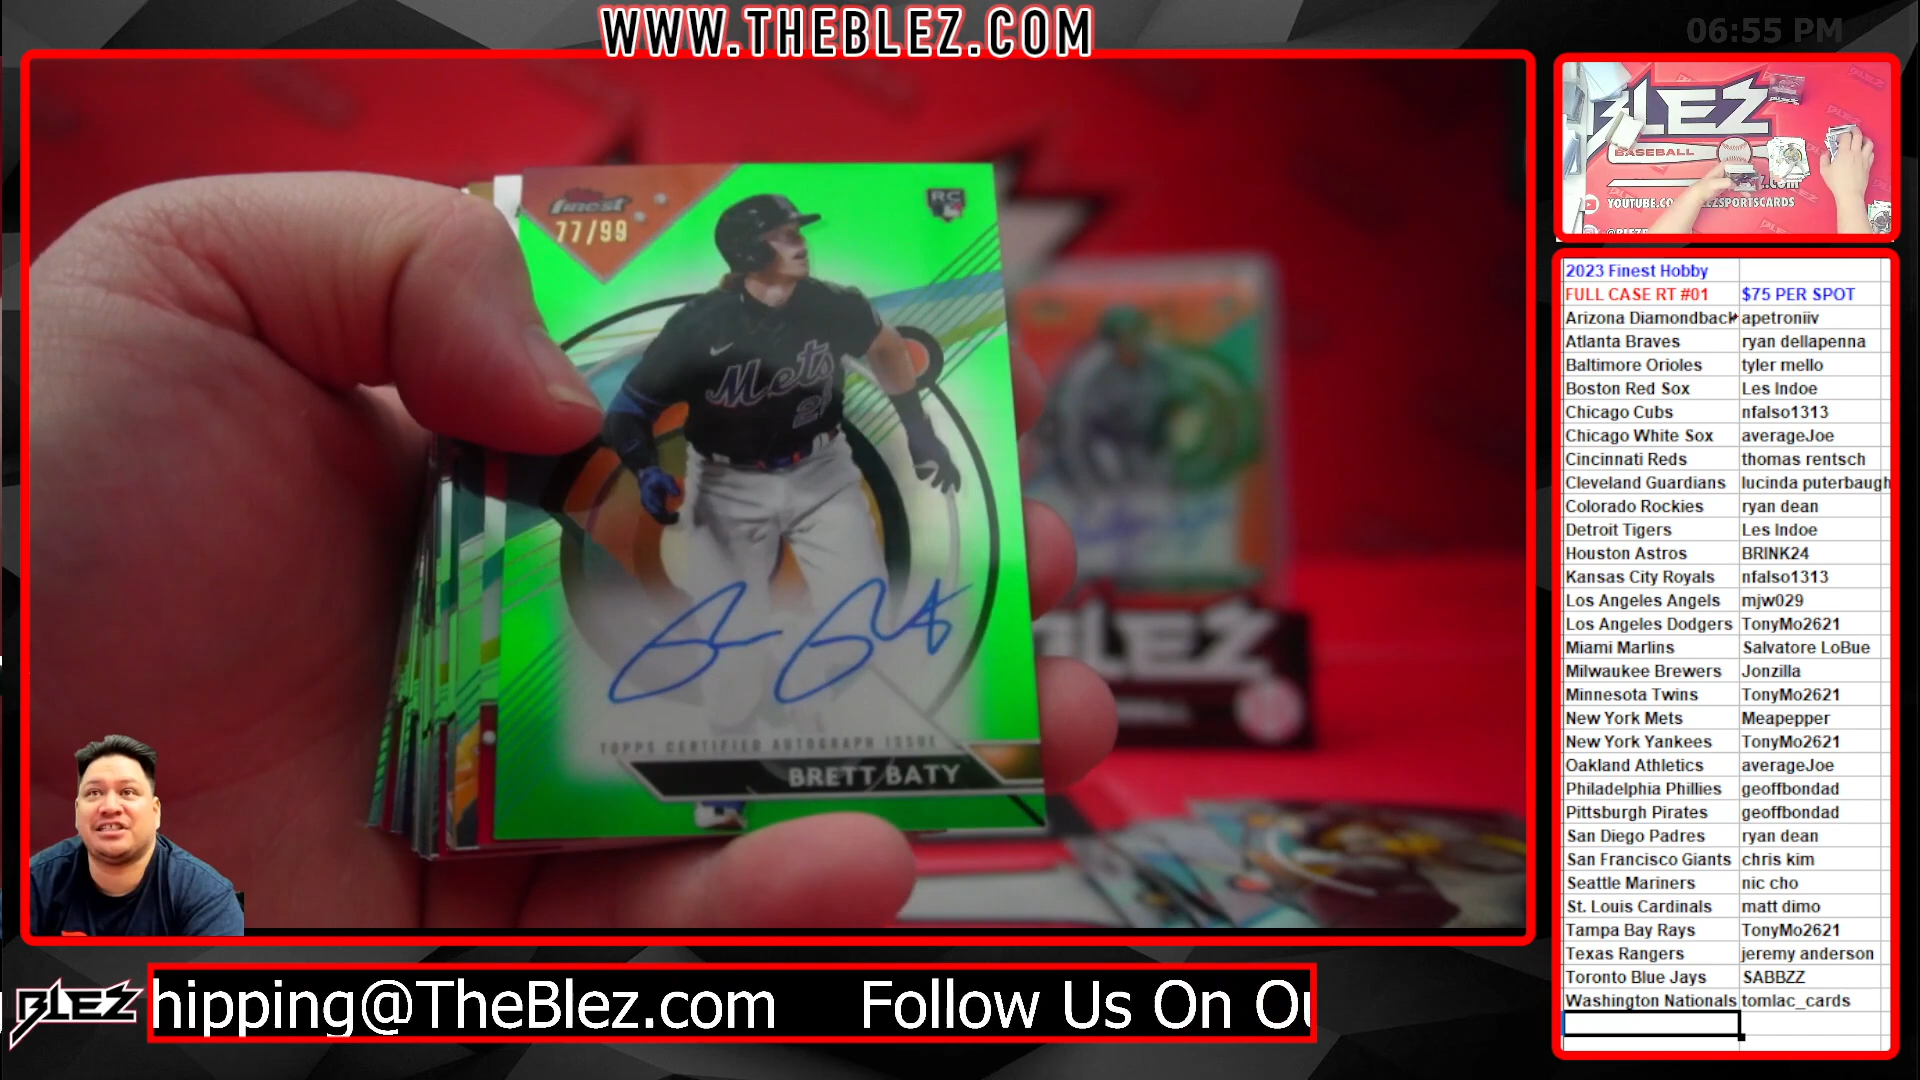 WWW.THEBLEZ.COM
06:55 PM
finest
77/99
RC
Mets
TOPPS CERTIFIED AUTOGRAPH ISSUE
BRETT BATY
BLEZ
BLEZ
BASEBALL
2023 Finest Hobby
FULL CASE RT #01 $75 PER SPOT
Arizona Diamondback apetroniiv
Atlanta Braves ryan dellapenna
Baltimore Orioles tyler mello
Boston Red Sox Les Indoe
Chicago Cubs nfalso1313
Chicago White Sox averageJoe
Cincinnati Reds thomas rentsch
Cleveland Guardians lucinda puterbaugh
Colorado Rockies ryan dean
Detroit Tigers Les Indoe
Houston Astros BRINK24
Kansas City Royals nfalso1313
Los Angeles Angels mjw029
Los Angeles Dodgers TonyMo2621
Miami Marlins Salvatore LoBue
Milwaukee Brewers Jonzilla
Minnesota Twins TonyMo2621
New York Mets Meapepper
New York Yankees TonyMo2621
Oakland Athletics averageJoe
Philadelphia Phillies geoffbondad
Pittsburgh Pirates geoffbondad
San Diego Padres ryan dean
San Francisco Giants chris kim
Seattle Mariners nic cho
St. Louis Cardinals matt dimo
Tampa Bay Rays TonyMo2621
Texas Rangers jeremy anderson
Toronto Blue Jays SABBZZ
Washington Nationals tomlac_cards
BLEZ
hipping@TheBlez.com Follow Us On Ou